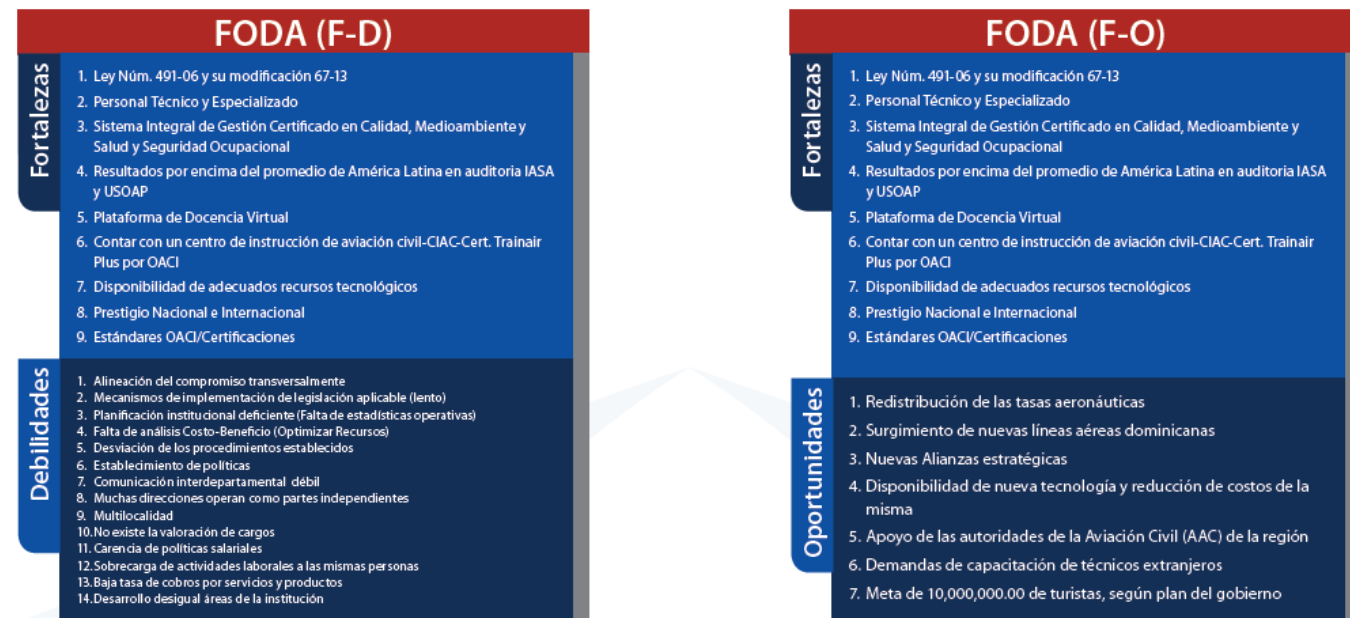 FODA (F-D)
Fortalezas
1. Ley Núm. 491-06 y su modificación 67-13
2. Personal Técnico y Especializado
3. Sistema Integral de Gestión Certificado en Calidad, Medioambiente y
Salud y Seguridad Ocupacional
4. Resultados por encima del promedio de América Latina en auditoria IASA
y USOAP
5. Plataforma de Docencia Virtual
6. Contar con un centro de instrucción de aviación civil-CIAC-Cert. Trainair
Plus por OACI
7. Disponibilidad de adecuados recursos tecnológicos
8. Prestigio Nacional e Internacional
9. Estándares OACI/Certificaciones
Debilidades
1. Alineación del compromiso transversalmente
2. Mecanismos de implementación de legislación aplicable (lento)
3. Planificación institucional deficiente (Falta de estadísticas operativas)
4. Falta de análisis Costo-Beneficio (Optimizar Recursos)
5. Desviación de los procedimientos establecidos
6. Establecimiento de políticas
7. Comunicación interdepartamental débil
8. Muchas direcciones operan como partes independientes
9. Multilocalidad
10. No existe la valoración de cargos
11. Carencia de políticas salariales
12. Sobrecarga de actividades laborales a las mismas personas
13. Baja tasa de cobros por servicios y productos
14. Desarrollo desigual áreas de la institución
FODA (F-O)
Fortalezas
1. Ley Núm. 491-06 y su modificación 67-13
2. Personal Técnico y Especializado
3. Sistema Integral de Gestión Certificado en Calidad, Medioambiente y
Salud y Seguridad Ocupacional
4. Resultados por encima del promedio de América Latina en auditoria IASA
y USOAP
5. Plataforma de Docencia Virtual
6. Contar con un centro de instrucción de aviación civil-CIAC-Cert. Trainair
Plus por OACI
7. Disponibilidad de adecuados recursos tecnológicos
8. Prestigio Nacional e Internacional
9. Estándares OACI/Certificaciones
Oportunidades
1. Redistribución de las tasas aeronáuticas
2. Surgimiento de nuevas líneas aéreas dominicanas
3. Nuevas Alianzas estratégicas
4. Disponibilidad de nueva tecnología y reducción de costos de la
misma
5. Apoyo de las autoridades de la Aviación Civil (AAC) de la región
6. Demandas de capacitación de técnicos extranjeros
7. Meta de 10,000,000.00 de turistas, según plan del gobierno